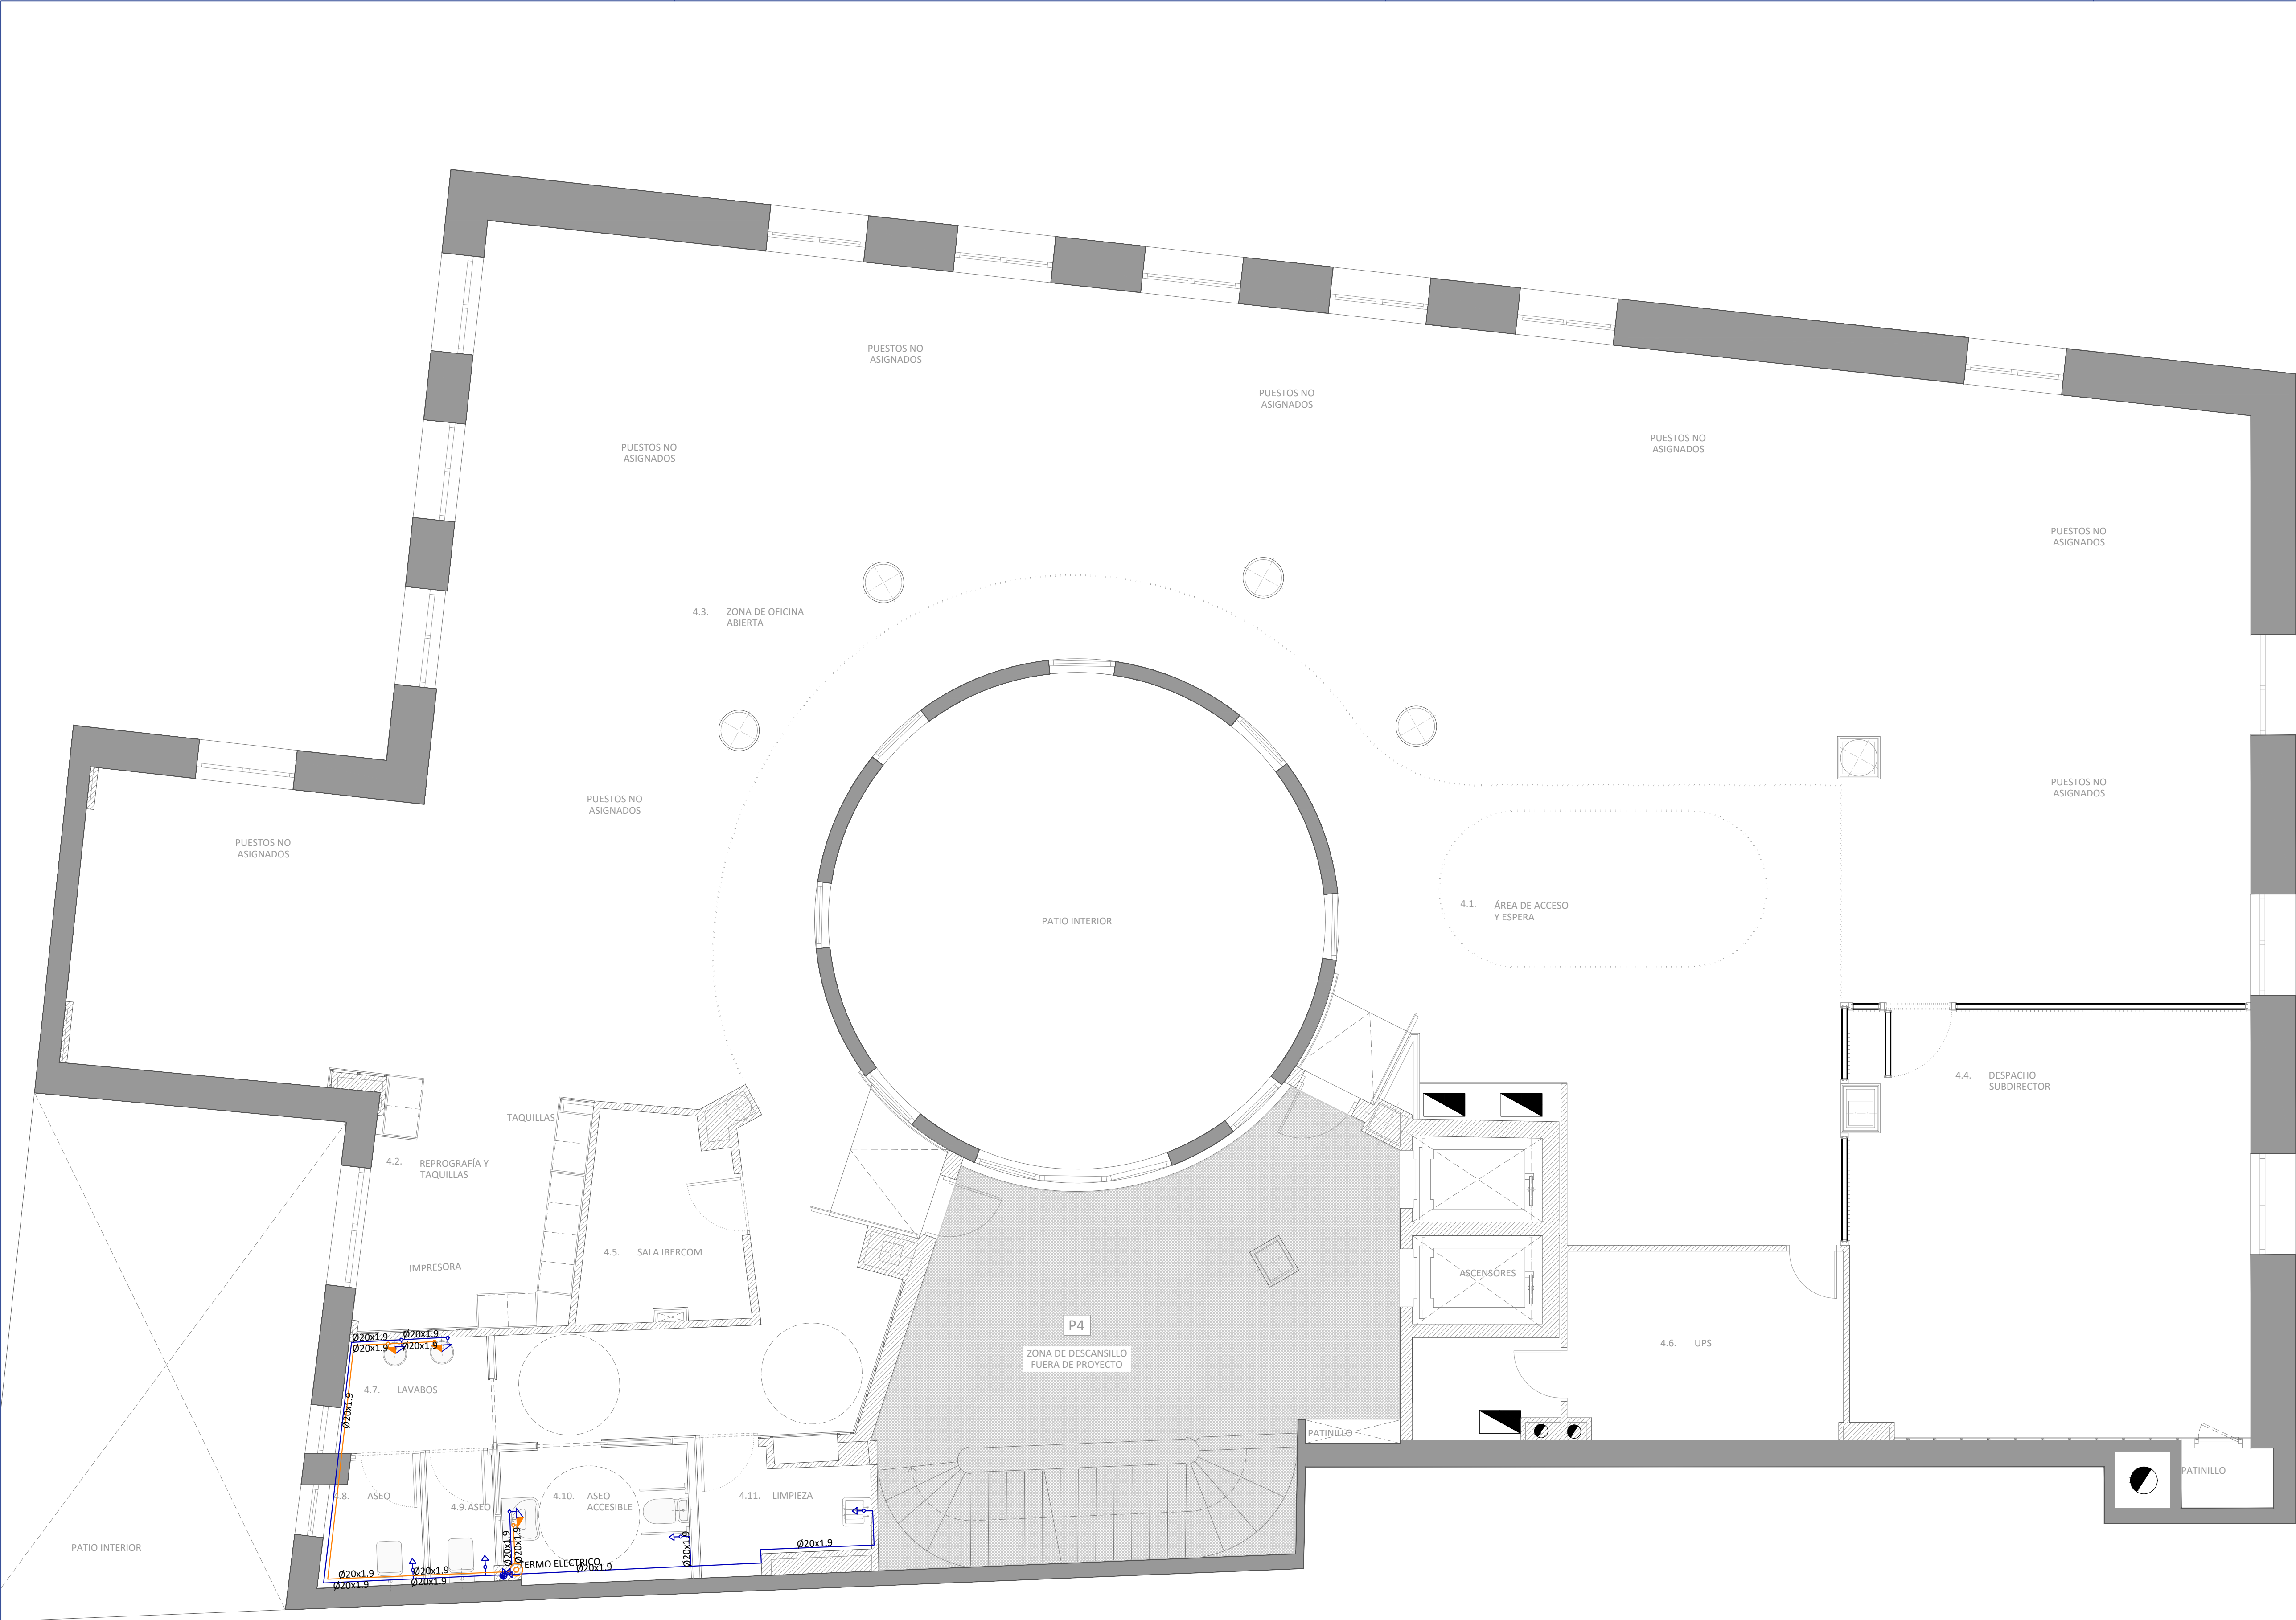 PUESTOS NO
ASIGNADOS
PUESTOS NO
ASIGNADOS
PUESTOS NO
ASIGNADOS
PUESTOS NO
ASIGNADOS
PUESTOS NO
ASIGNADOS
4.3. ZONA DE OFICINA
ABIERTA
PUESTOS NO
ASIGNADOS
PUESTOS NO
ASIGNADOS
PUESTOS NO
ASIGNADOS
4.1. ÁREA DE ACCESO
Y ESPERA
PATIO INTERIOR
4.4. DESPACHO
SUBDIRECTOR
TAQUILLAS
4.2. REPROGRAFÍA Y
TAQUILLAS
4.5. SALA IBERCOM
IMPRESORA
ASCENSORES
P4
ZONA DE DESCANSILLO
FUERA DE PROYECTO
4.6. UPS
Ø20x1.9
Ø20x1.9
Ø20x1.9
Ø20x1.9
4.7. LAVABOS
Ø20x1.9
PATINILLO
PATINILLO
4.8. ASEO
4.9. ASEO
4.10. ASEO
ACCESIBLE
4.11. LIMPIEZA
PATIO INTERIOR
Ø20x1.9
Ø20x1.9
Ø20x1.9
Ø20x1.9
TERMO ELECTRICO
Ø20x1.9
Ø20x1.9
Ø20x1.9
Ø20x1.9
Ø20x1.9